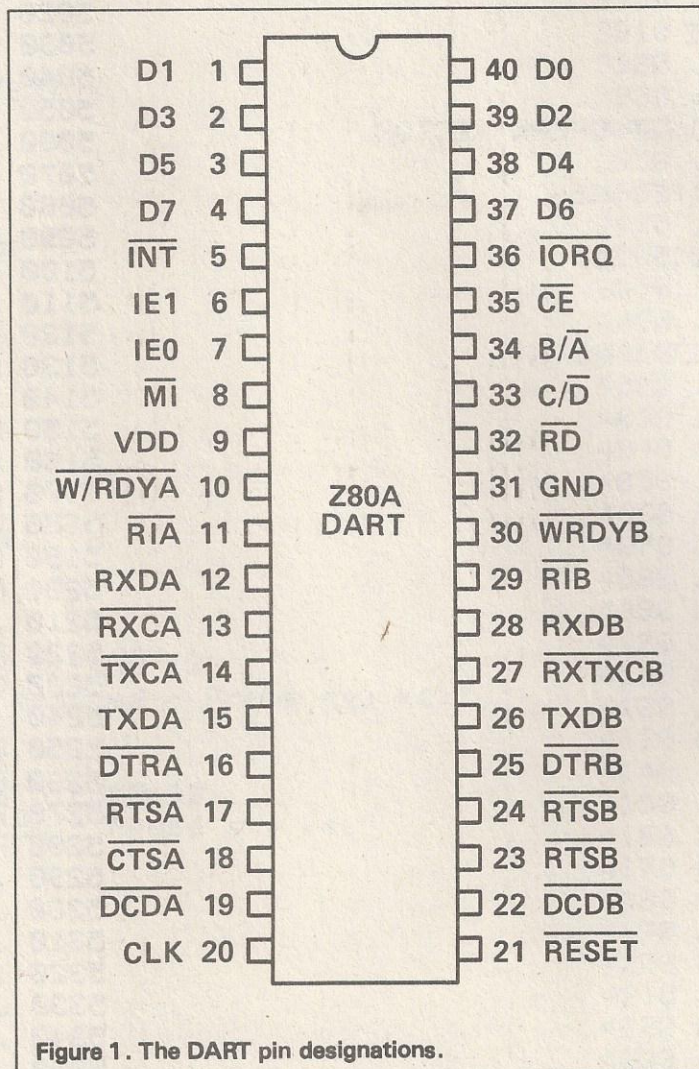 D1 1 40 D0
D3 2 39 D2
D5 3 38 D4
D7 4 37 D6
INT 5 36 IORQ
IE1 6 35 CE
IE0 7 34 B/A
MI 8 33 C/D
VDD 9 32 RD
W/RDYA 10 31 GND
Z80A
DART
RIA 11 30 WRDYB
RXDA 12 29 RIB
RXCA 13 28 RXDB
TXCA 14 27 RXTXCB
TXDA 15 26 TXDB
DTRA 16 25 DTRB
RTSA 17 24 RTSB
CTSA 18 23 RTSB
DCDA 19 22 DCDB
CLK 20 21 RESET
Figure 1. The DART pin designations.